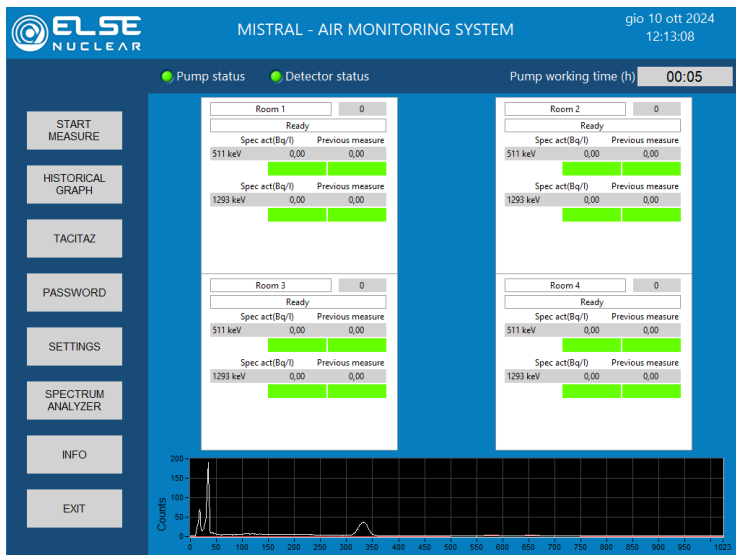 ELSE
NUCLEAR
MISTRAL - AIR MONITORING SYSTEM
gio 10 ott 2024
12:13:08
Pump status
Detector status
Pump working time (h)
00:05
START
MEASURE
HISTORICAL
GRAPH
TACITAZ
PASSWORD
SETTINGS
SPECTRUM
ANALYZER
INFO
EXIT
Room 1 0
Ready
Spec act(Bq/l) Previous measure
511 keV 0,00 0,00
Spec act(Bq/l) Previous measure
1293 keV 0,00 0,00
Room 2 0
Ready
Spec act(Bq/l) Previous measure
511 keV 0,00 0,00
Spec act(Bq/l) Previous measure
1293 keV 0,00 0,00
Room 3 0
Ready
Spec act(Bq/l) Previous measure
511 keV 0,00 0,00
Spec act(Bq/l) Previous measure
1293 keV 0,00 0,00
Room 4 0
Ready
Spec act(Bq/l) Previous measure
511 keV 0,00 0,00
Spec act(Bq/l) Previous measure
1293 keV 0,00 0,00
Counts
200
150
100
50
0
0 50 100 150 200 250 300 350 400 450 500 550 600 650 700 750 800 850 900 950 1023